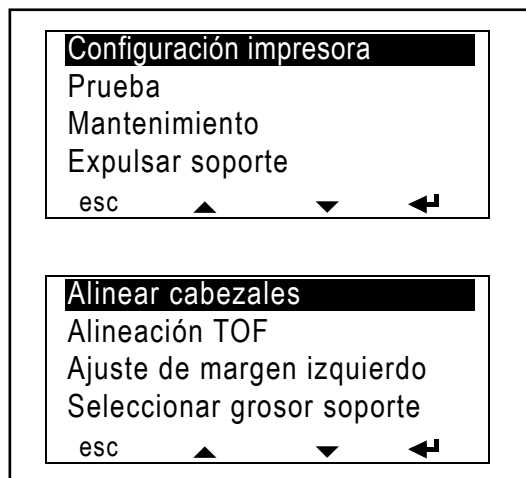 Configuración impresora
Prueba
Mantenimiento
Expulsar soporte
esc
Alinear cabezales
Alineación TOF
Ajuste de margen izquierdo
Seleccionar grosor soporte
esc